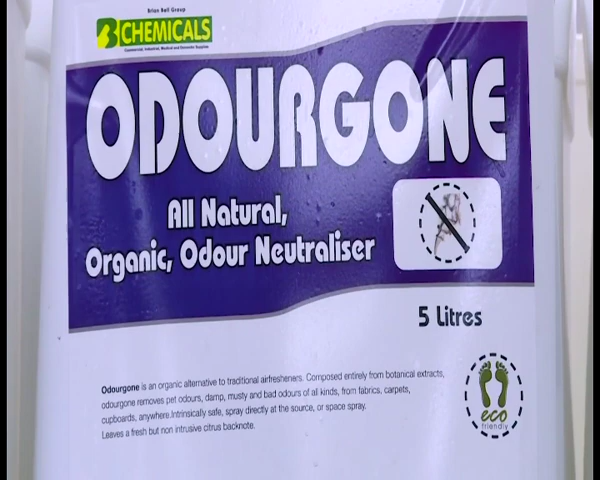 Brian Ball Group
B CHEMICALS
Commercial, Industrial, Medical and Domestic Supplies
ODOURGONE
All Natural,
Organic, Odour Neutraliser
5 Litres
Odourgone is an organic alternative to traditional airfresheners. Composed entirely from botanical extracts,
odourgone removes pet odours, damp, musty and bad odours of all kinds, from fabrics, carpets,
cupboards, anywhere.Intrinsically safe, spray directly at the source, or space spray.
Leaves a fresh but non intrusive citrus backnote.
eco
friendly